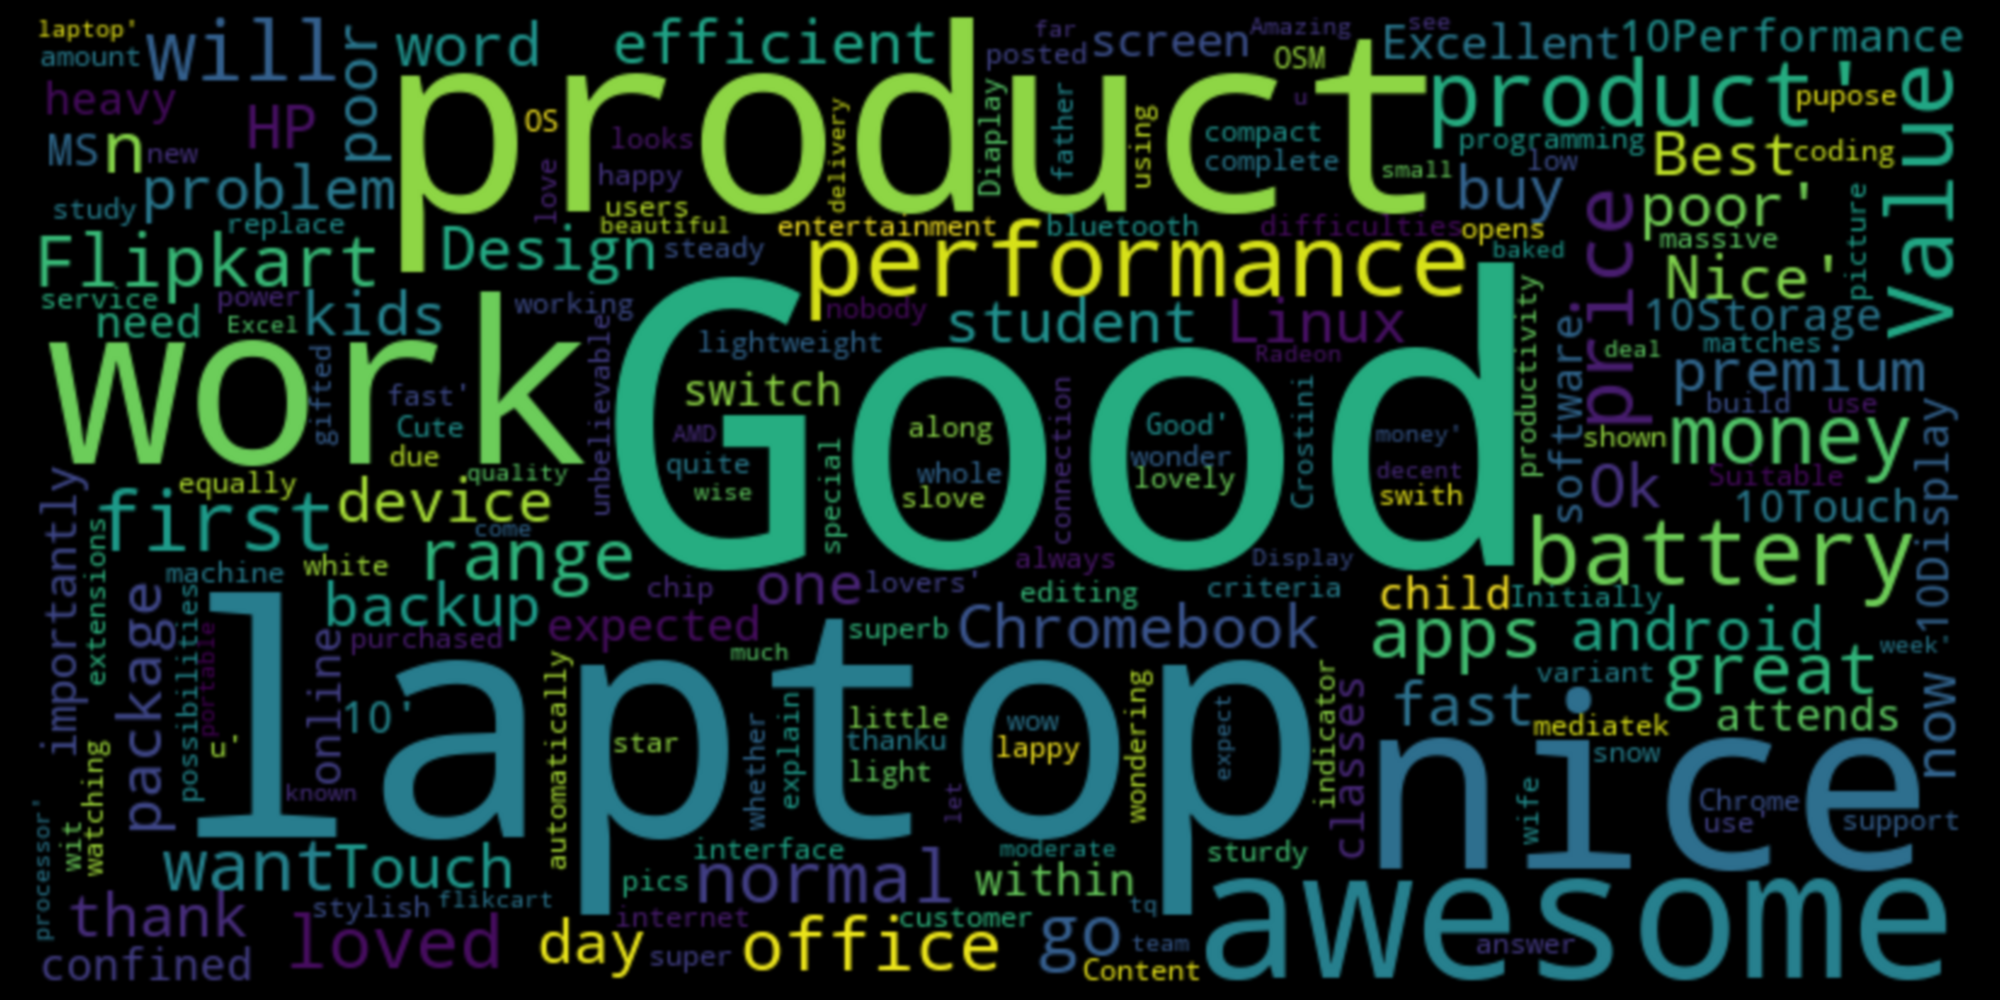 laptop'
amount
will
poor
word
efficient
product
far
posted
screen
Amazing
see
OSM
Excellent
10Performance
heavy
HP
OS
looks
delivery
Diaplay
father
using
u
compact
complete
small
product'
pupose
Value
MS
n
new
love
happy
programming
low
Best
coding
buy
study
problem
replace
users
beautiful
steady
entertainment
bluetooth
difficulties
opens
baked
price
poor'
massive
picture
Flipkart
Design
performance
Nice'
service
power
need
Excel
kids
working
nobody
student
Linux
productivity
software
10Storage
work
Good
lightweight
Radeon
deal
matches
gifted
fast'
unbelievable
switch
premium
build
use
Cute
AMD
along
connection
Good'
Crostini
money'
shown
money
due
quality
quite
wise
special
whole
slove
wonder
lovely
decent
swith
Ok
Suitable
10Display
importantly
equally
first
device
10Touch
extensions
come
range
always
Display
battery
machine
white
chip
one
lovers'
editing
criteria
child
Initially
package
possibilities
portable
backup
online
purchased
expected
much
superb
Chromebook
apps
android
week'
laptop
10'
automatically
variant
great
fast
now
u'
star
whether
explain
little
thanku
light
wow
lappy
wondering
expect
indicator
classes
mediatek
attends
snow
known
let
nice
wife
Chrome
use
support
processor'
wit
watching
want
Touch
interface
moderate
sturdy
pics
normal
within
awesome
thank
stylish
flikcart
internet
customer
tq
confined
loved
day
super
office
go
team
Content
answer